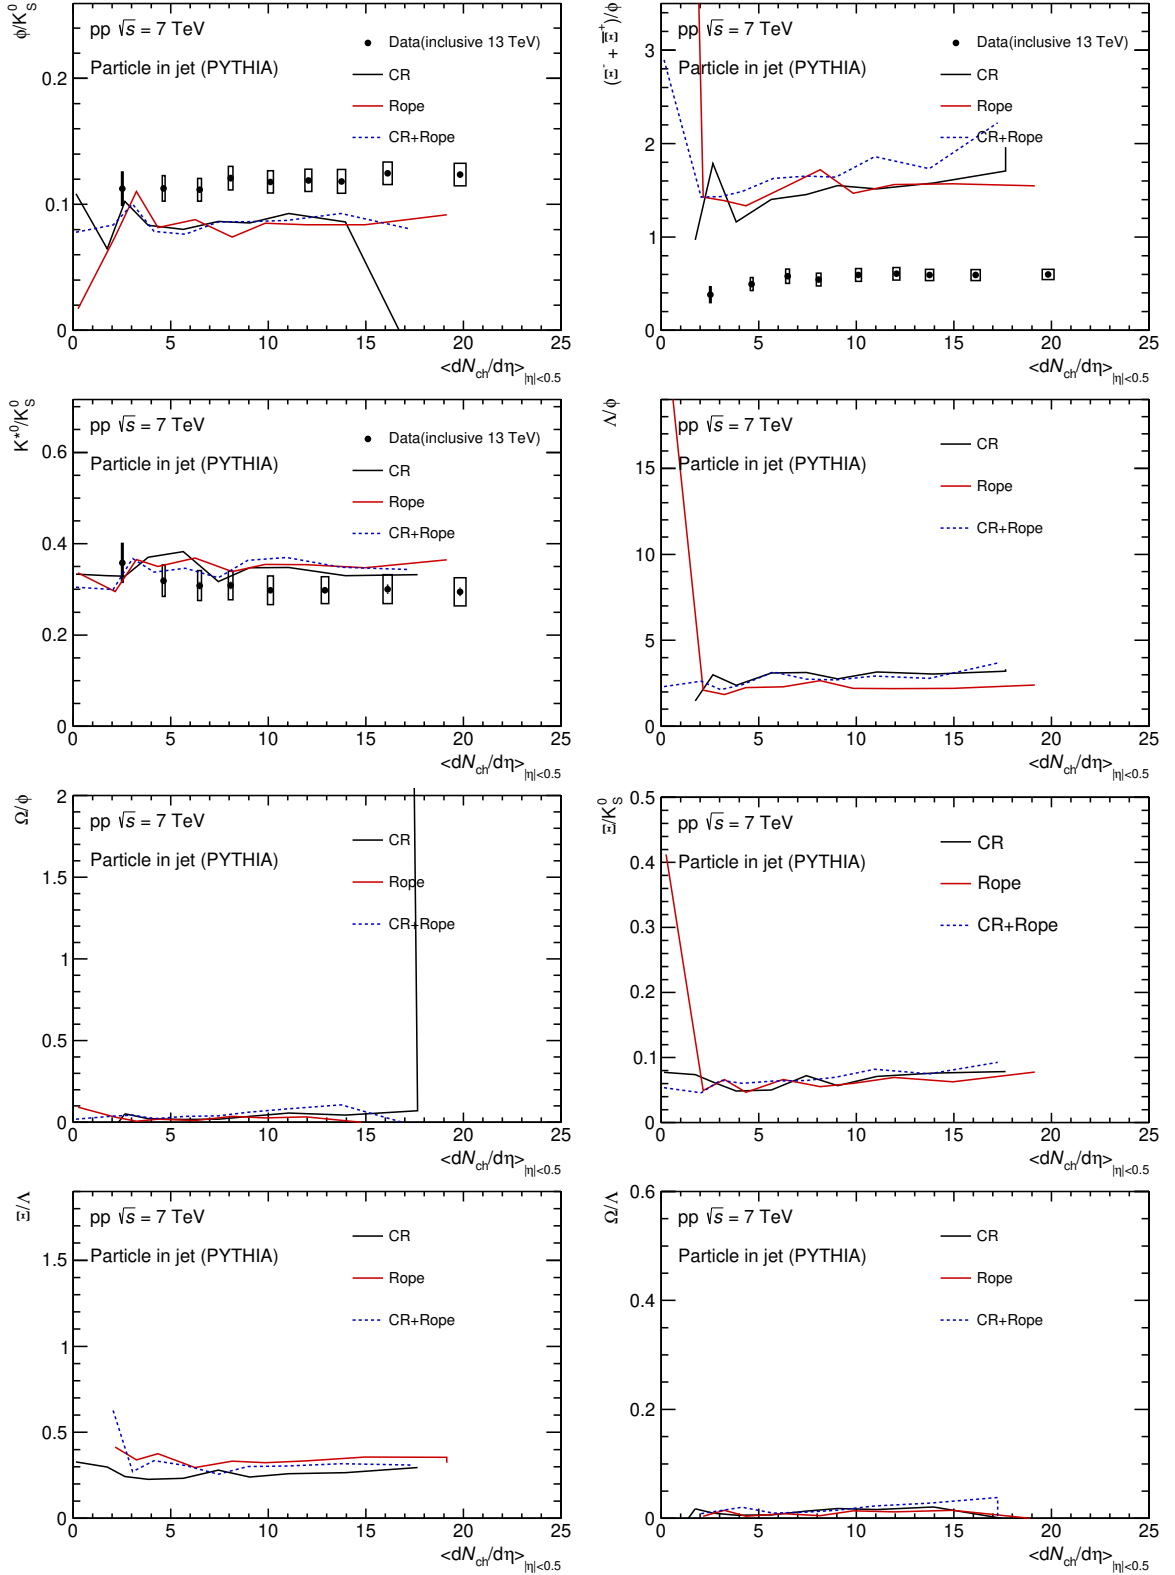 ϕ/K⁰S
pp √s = 7 TeV
Particle in jet (PYTHIA)
Data(inclusive 13 TeV)
CR
Rope
CR+Rope
0.2
0.1
0
0 5 10 15 20 25
<dNch/dη>|η|<0.5
(Ξ⁻ + Ξ̅⁺)/ϕ
pp √s = 7 TeV
Particle in jet (PYTHIA)
Data(inclusive 13 TeV)
CR
Rope
CR+Rope
3
2
1
0
0 5 10 15 20 25
<dNch/dη>|η|<0.5
K*⁰/K⁰S
pp √s = 7 TeV
Particle in jet (PYTHIA)
Data(inclusive 13 TeV)
CR
Rope
CR+Rope
0.6
0.4
0.2
0
0 5 10 15 20 25
<dNch/dη>|η|<0.5
Λ/ϕ
pp √s = 7 TeV
Particle in jet (PYTHIA)
CR
Rope
CR+Rope
15
10
5
0
0 5 10 15 20 25
<dNch/dη>|η|<0.5
Ω/ϕ
pp √s = 7 TeV
Particle in jet (PYTHIA)
CR
Rope
CR+Rope
2
1.5
1
0.5
0
0 5 10 15 20 25
<dNch/dη>|η|<0.5
Ξ/K⁰S
pp √s = 7 TeV
Particle in jet (PYTHIA)
CR
Rope
CR+Rope
0.5
0.4
0.3
0.2
0.1
0
0 5 10 15 20 25
<dNch/dη>|η|<0.5
Ξ/Λ
pp √s = 7 TeV
Particle in jet (PYTHIA)
CR
Rope
CR+Rope
1.5
1
0.5
0
0 5 10 15 20 25
<dNch/dη>|η|<0.5
Ω/Λ
pp √s = 7 TeV
Particle in jet (PYTHIA)
CR
Rope
CR+Rope
0.6
0.4
0.2
0
0 5 10 15 20 25
<dNch/dη>|η|<0.5